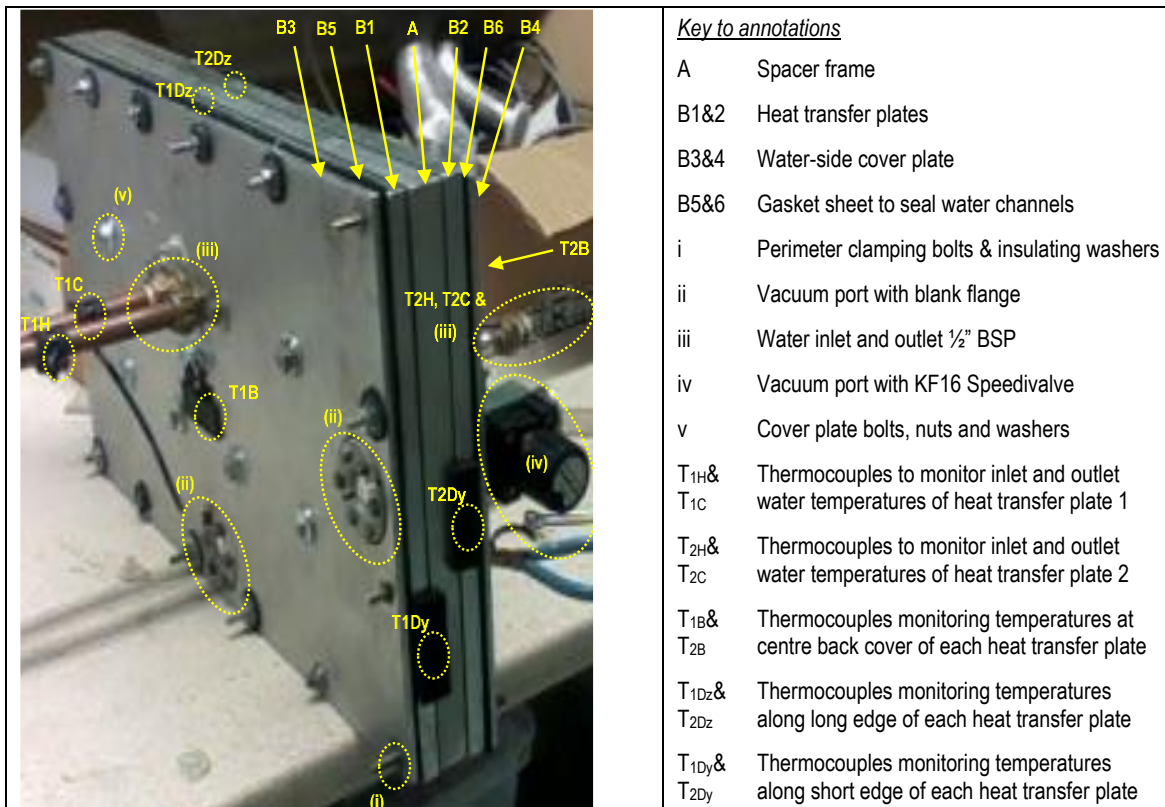 B3 B5 B1 A B2 B6 B4
T2Dz
T1Dz
(v)
(iii)
T2B
T1C
T2H, T2C &
(iii)
T1H
T1B
(ii)
(iv)
(ii)
T2Dy
T1Dy
(i)
Key to annotations
A Spacer frame
B1&2 Heat transfer plates
B3&4 Water-side cover plate
B5&6 Gasket sheet to seal water channels
i Perimeter clamping bolts & insulating washers
ii Vacuum port with blank flange
iii Water inlet and outlet ½” BSP
iv Vacuum port with KF16 Speedivalve
v Cover plate bolts, nuts and washers
T1H& Thermocouples to monitor inlet and outlet
T1C water temperatures of heat transfer plate 1
T2H& Thermocouples to monitor inlet and outlet
T2C water temperatures of heat transfer plate 2
T1B& Thermocouples monitoring temperatures at
T2B centre back cover of each heat transfer plate
T1Dz& Thermocouples monitoring temperatures
T2Dz along long edge of each heat transfer plate
T1Dy& Thermocouples monitoring temperatures
T2Dy along short edge of each heat transfer plate